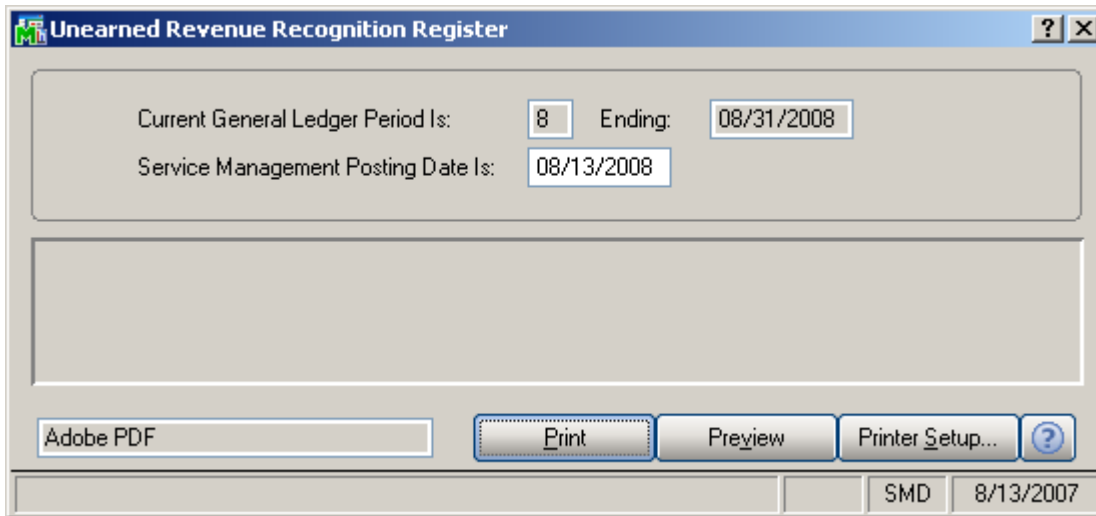 Unearned Revenue Recognition Register
Current General Ledger Period Is: 8 Ending: 08/31/2008
Service Management Posting Date Is: 08/13/2008
Adobe PDF Print Preview Printer Setup...
SMD 8/13/2007